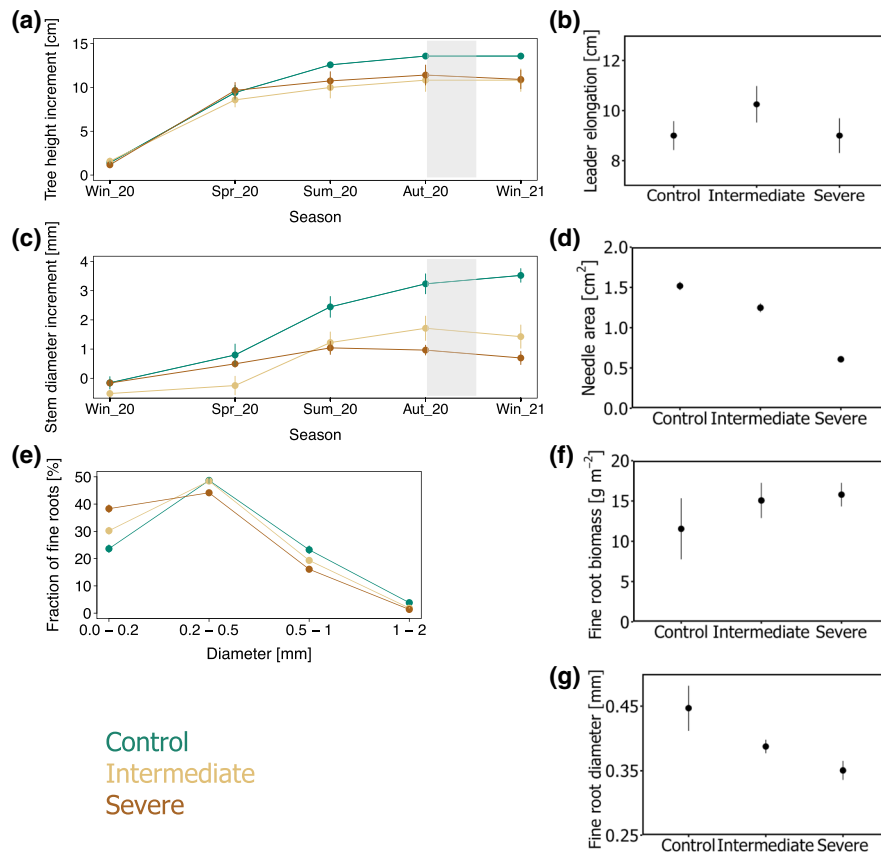 (a)
Tree height increment [cm]
15
10
5
0
Win_20 Spr_20 Sum_20 Aut_20 Win_21
Season
(b)
Leader elongation [cm]
12
10
8
Control Intermediate Severe
(c)
Stem diameter increment [mm]
4
3
2
1
0
Win_20 Spr_20 Sum_20 Aut_20 Win_21
Season
(d)
Needle area [cm²]
2.0
1.5
1.0
0.5
0.0
Control Intermediate Severe
(e)
Fraction of fine roots [%]
50
40
30
20
10
0
0.0 – 0.2 0.2 – 0.5 0.5 – 1 1 – 2
Diameter [mm]
(f)
Fine root biomass [g m⁻²]
20
15
10
5
0
Control Intermediate Severe
(g)
Fine root diameter [mm]
0.45
0.35
0.25
Control Intermediate Severe
Control
Intermediate
Severe